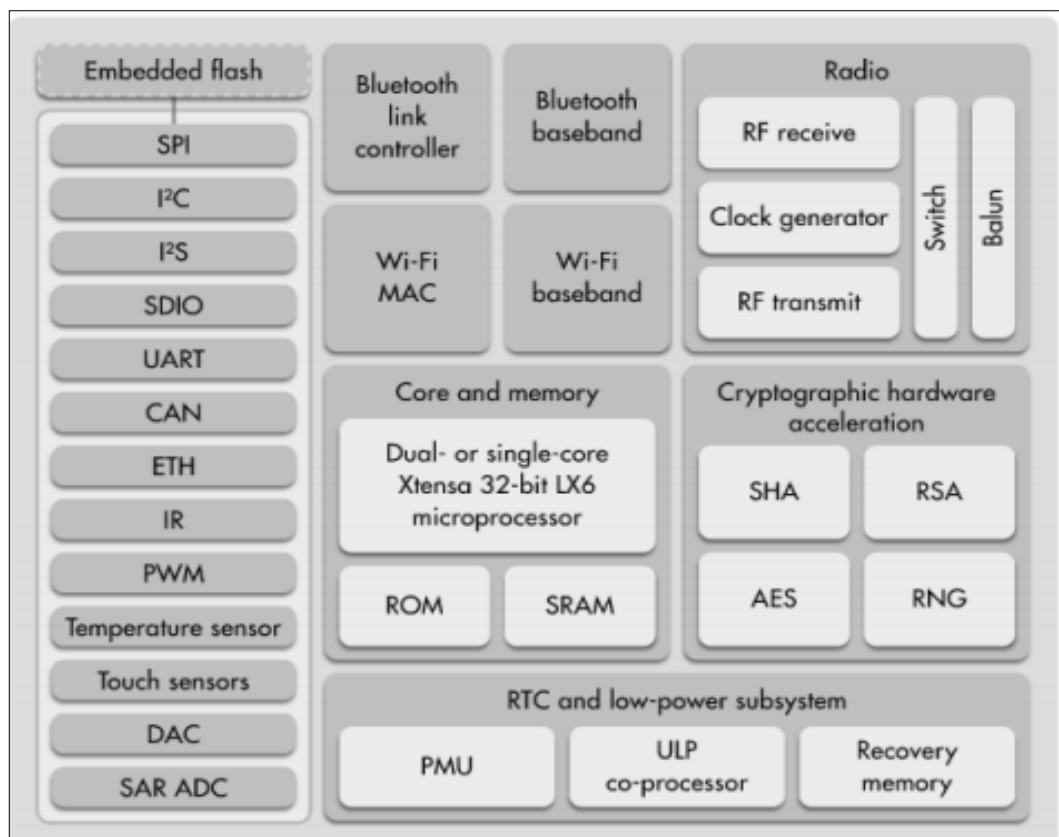 Embedded flash
SPI
I²C
I²S
SDIO
UART
CAN
ETH
IR
PWM
Temperature sensor
Touch sensors
DAC
SAR ADC
Bluetooth
link
controller
Bluetooth
baseband
Wi-Fi
MAC
Wi-Fi
baseband
Radio
RF receive
Clock generator
RF transmit
Switch
Balun
Core and memory
Dual- or single-core
Xtensa 32-bit LX6
microprocessor
ROM
SRAM
Cryptographic hardware
acceleration
SHA
RSA
AES
RNG
RTC and low-power subsystem
PMU
ULP
co-processor
Recovery
memory